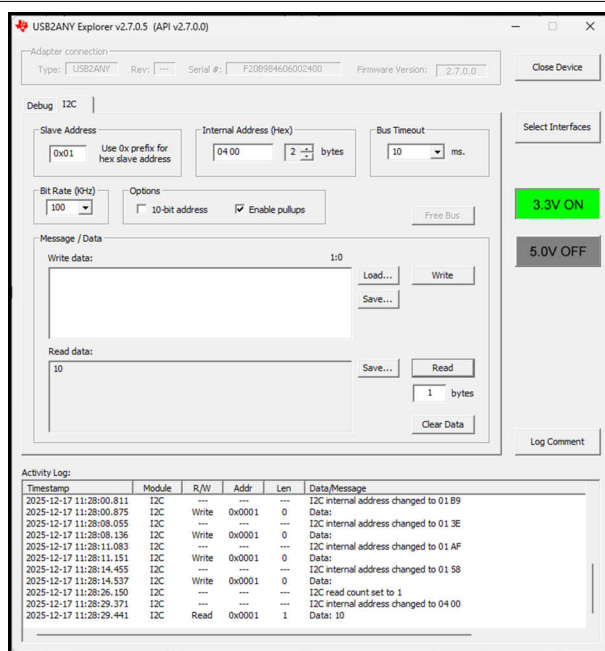 USB2ANY Explorer v2.7.0.5 (API v2.7.0.0)
Adapter connection
Type: USB2ANY Rev: --- Serial #: F20B984606002400 Firmware Version: 2.7.0.0
Close Device
Debug I2C
Select Interfaces
Slave Address
0x01
Use 0x prefix for
hex slave address
Internal Address (Hex)
04 00 2 bytes
Bus Timeout
10 ms.
Bit Rate (KHz)
100
Options
10-bit address Enable pullups
Free Bus
3.3V ON
5.0V OFF
Message / Data
Write data: 1:0
Load... Write
Save...
Read data:
10
Save... Read
1 bytes
Clear Data
Log Comment
Activity Log:
Timestamp Module R/W Addr Len Data/Message
2025-12-17 11:28:00.811 I2C --- --- --- I2C internal address changed to 01 B9
2025-12-17 11:28:00.875 I2C Write 0x0001 0 Data:
2025-12-17 11:28:08.055 I2C --- --- --- I2C internal address changed to 01 3E
2025-12-17 11:28:08.136 I2C Write 0x0001 0 Data:
2025-12-17 11:28:11.083 I2C --- --- --- I2C internal address changed to 01 AF
2025-12-17 11:28:11.151 I2C Write 0x0001 0 Data:
2025-12-17 11:28:14.455 I2C --- --- --- I2C internal address changed to 01 58
2025-12-17 11:28:14.537 I2C Write 0x0001 0 Data:
2025-12-17 11:28:26.150 I2C --- --- --- I2C read count set to 1
2025-12-17 11:28:29.371 I2C --- --- --- I2C internal address changed to 04 00
2025-12-17 11:28:29.441 I2C Read 0x0001 1 Data: 10